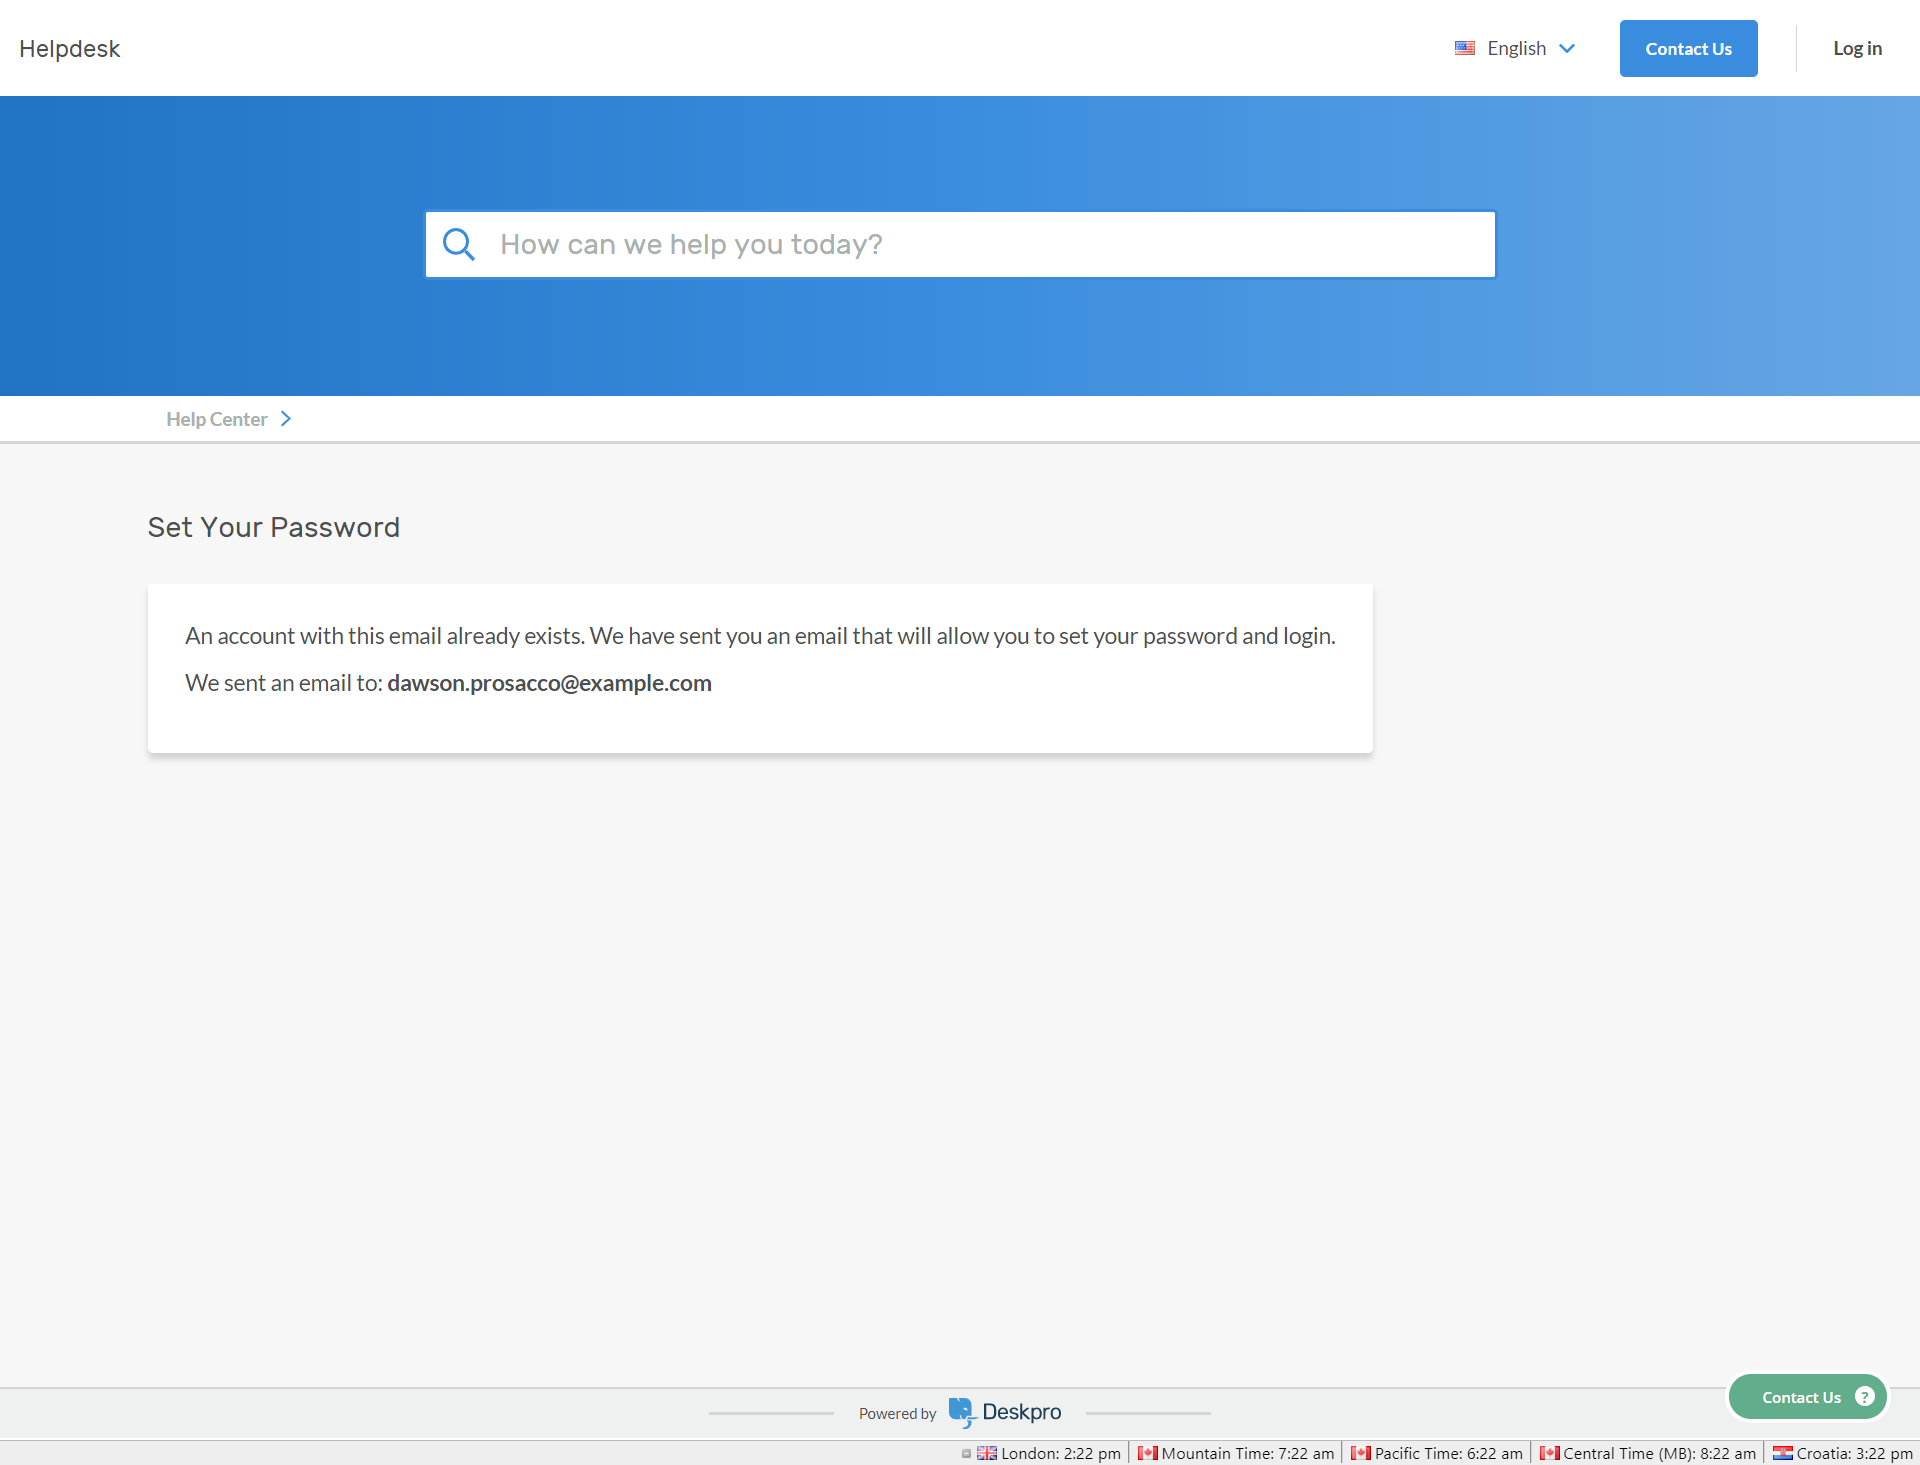 Helpdesk
English
Contact Us
Log in
How can we help you today?
Help Center
Set Your Password
An account with this email already exists. We have sent you an email that will allow you to set your password and login.
We sent an email to: dawson.prosacco@example.com
Contact Us ?
Powered by Deskpro
London: 2:22 pm Mountain Time: 7:22 am Pacific Time: 6:22 am Central Time (MB): 8:22 am Croatia: 3:22 pm